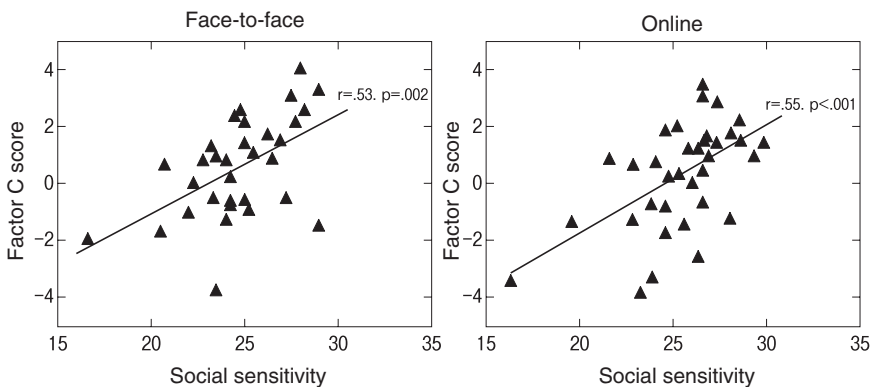 Face-to-face
Factor C score
4
2
0
−2
−4
r=.53. p=.002
15
20
25
30
35
Social sensitivity
Online
Factor C score
4
2
0
−2
−4
r=.55. p<.001
15
20
25
30
35
Social sensitivity